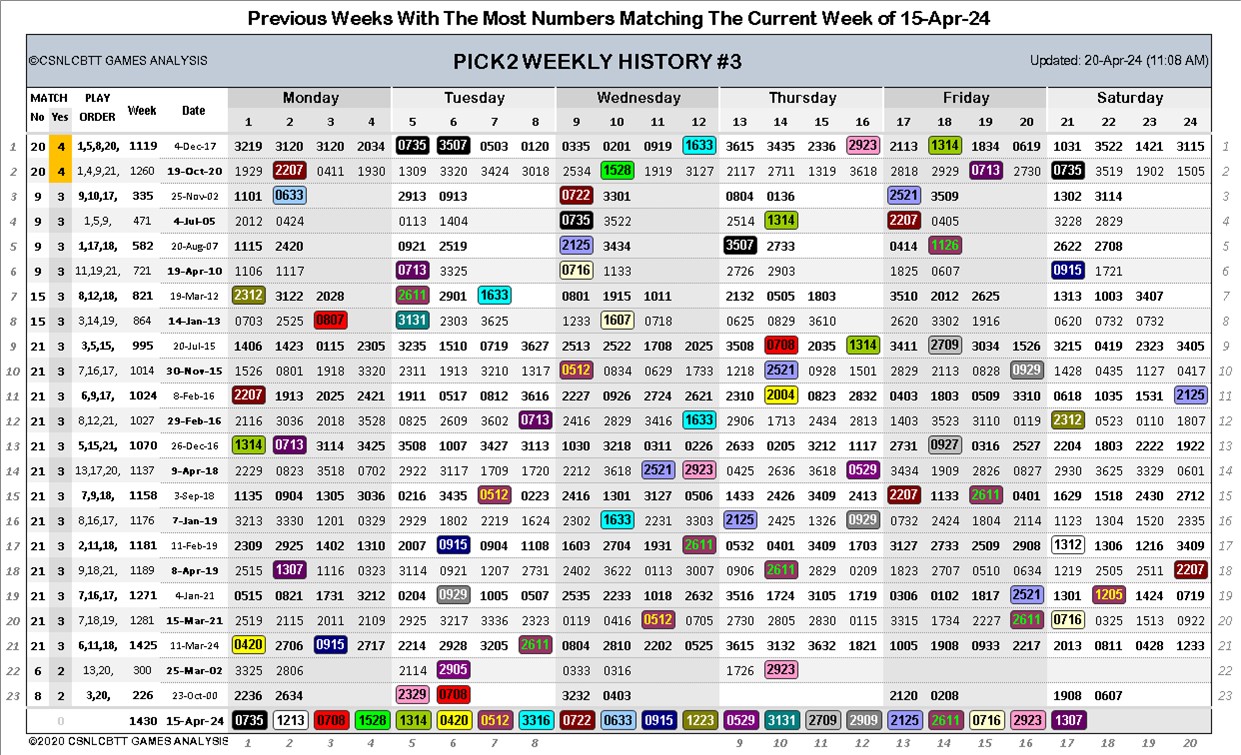 Previous Weeks With The Most Numbers Matching The Current Week of 15-Apr-24
©CSNLCBTT GAMES ANALYSIS PICK2 WEEKLY HISTORY #3 Updated: 20-Apr-24 (11:08 AM)
MATCH PLAY Week Date Monday Tuesday Wednesday Thursday Friday Saturday
No Yes ORDER 1 2 3 4 5 6 7 8 9 10 11 12 13 14 15 16 17 18 19 20 21 22 23 24
1 20 4 1,5,8,20, 1119 4-Dec-17 3219 3120 3120 2034 0735 3507 0503 0120 0335 0201 0919 1633 3615 3435 2336 2923 2113 1314 1834 0619 1031 3522 1421 3115 1
2 20 4 1,4,9,21, 1260 19-Oct-20 1929 2207 0411 1930 1309 3320 3424 3018 2534 1528 1919 3127 2117 2711 1319 3618 2818 2929 0713 2730 0735 3519 1902 1505 2
3 9 3 9,10,17, 335 25-Nov-02 1101 0633 2913 0913 0722 3301 0804 0136 2521 3509 1302 3114 3
4 9 3 1,5,9, 471 4-Jul-05 2012 0424 0113 1404 0735 3522 2514 1314 2207 0405 3228 2829 4
5 9 3 1,17,18, 582 20-Aug-07 1115 2420 0921 2519 2125 3434 3507 2733 0414 1126 2622 2708 5
6 9 3 11,19,21, 721 19-Apr-10 1106 1117 0713 3325 0716 1133 2726 2903 1825 0607 0915 1721 6
7 15 3 8,12,18, 821 19-Mar-12 2312 3122 2028 2611 2901 1633 0801 1915 1011 2132 0505 1803 3510 2012 2625 1313 1003 3407 7
8 15 3 3,14,19, 864 14-Jan-13 0703 2525 0807 3131 2303 3625 1233 1607 0718 0625 0829 3610 2620 3302 1916 0620 0732 0732 8
9 21 3 3,5,15, 995 20-Jul-15 1406 1423 0115 2305 3235 1510 0719 3627 2513 2522 1708 2025 3508 0708 2035 1314 3411 2709 3034 1526 3215 0419 2323 3405 9
10 21 3 7,16,17, 1014 30-Nov-15 1526 0801 1918 3320 2311 1913 3210 1317 0512 0834 0629 1733 1218 2521 0928 1501 2829 2113 0828 0929 1428 0435 1127 0417 10
11 21 3 6,9,17, 1024 8-Feb-16 2207 1913 2025 2421 1911 0517 0812 3616 2227 0926 2724 2621 2310 2004 0823 2832 0403 1803 0509 3310 0618 1035 1531 2125 11
12 21 3 8,12,21, 1027 29-Feb-16 2116 3036 2018 3528 0825 2609 3602 0713 2416 2829 3416 1633 2906 1713 2434 2813 1403 3523 3110 0119 2312 0123 0110 1807 12
13 21 3 5,15,21, 1070 26-Dec-16 1314 0713 3114 3425 3508 1007 3427 3113 1030 3218 0311 0226 2633 0205 3212 1117 2731 0927 0316 2527 2204 1803 2222 1922 13
14 21 3 13,17,20, 1137 9-Apr-18 2229 0823 3518 0702 2922 3117 1709 1720 2212 3618 2521 2923 0425 2636 3618 0529 3434 1909 2826 0827 2930 3625 3329 0601 14
15 21 3 7,9,18, 1158 3-Sep-18 1135 0904 1305 3036 0216 3435 0512 0223 2416 1301 3127 0506 1433 2426 3409 2413 2207 1133 2611 0401 1629 1518 2430 2712 15
16 21 3 8,16,17, 1176 7-Jan-19 3213 3330 1201 0329 2929 1802 2219 1624 2302 1633 2231 3303 2125 2425 1326 0929 0732 2424 1804 2114 1123 1304 1520 2335 16
17 21 3 2,11,18, 1181 11-Feb-19 2309 2925 1402 1310 2007 0915 0904 1108 1603 2704 1931 2611 0532 0401 3409 1703 3127 2733 2509 2908 1312 1306 1216 3409 17
18 21 3 9,18,21, 1189 8-Apr-19 2515 1307 1116 0323 3114 0921 1207 2731 2402 3622 0113 3007 0906 2611 2829 0209 1823 2707 0510 0634 1219 2505 2511 2207 18
19 21 3 7,16,17, 1271 4-Jan-21 0515 0821 1731 3212 0204 0929 1005 0507 2535 2233 1018 2632 3516 1724 3105 1719 0306 0102 1817 2521 1301 1205 1424 0719 19
20 21 3 7,18,19, 1281 15-Mar-21 2519 2115 2011 2109 2925 3217 3336 2323 0119 0416 0512 0705 2730 2805 2830 0115 3315 1734 2227 2611 0716 0325 1513 0922 20
21 21 3 6,11,18, 1425 11-Mar-24 0420 2706 0915 2717 2214 2928 3205 2611 0804 2810 2202 0525 3615 3132 3632 1821 1005 1908 0933 2217 2013 0811 0428 1233 21
22 6 2 13,20, 300 25-Mar-02 3325 2806 2114 2905 0333 0316 1726 2923 22
23 8 2 3,20, 226 23-Oct-00 2236 2634 2329 0708 3232 0403 2120 0208 1908 0607 23
0 1430 15-Apr-24 0735 1213 0708 1528 1314 0420 0512 3316 0722 0633 0915 1223 0529 3131 2709 2909 2125 2611 0716 2923 1307
©2020 CSNLCBTT GAMES ANALYSIS 1 2 3 4 5 6 7 8 9 10 11 12 13 14 15 16 17 18 19 20